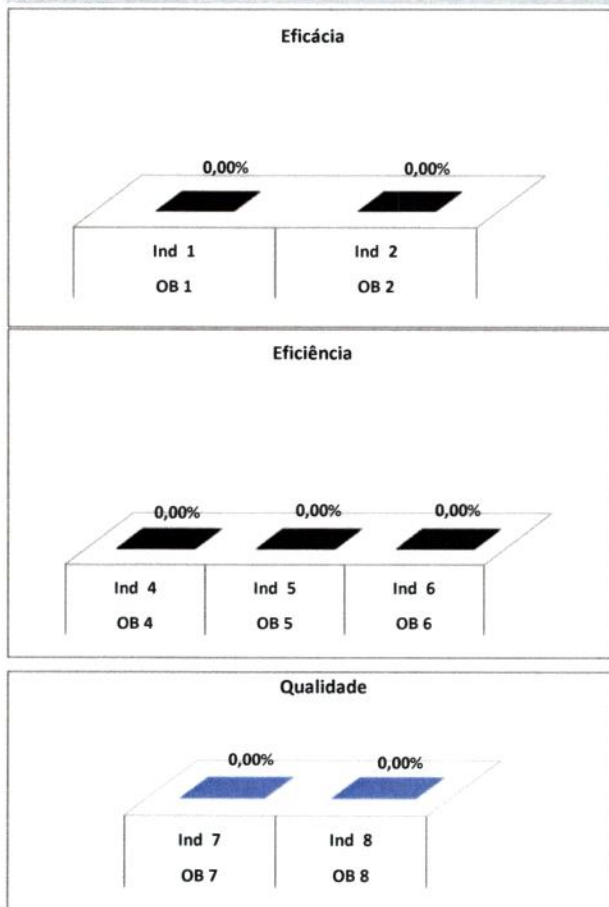 Eficácia
0,00% 0,00%
Ind 1 Ind 2
OB 1 OB 2
Eficiência
0,00% 0,00% 0,00%
Ind 4 Ind 5 Ind 6
OB 4 OB 5 OB 6
Qualidade
0,00% 0,00%
Ind 7 Ind 8
OB 7 OB 8